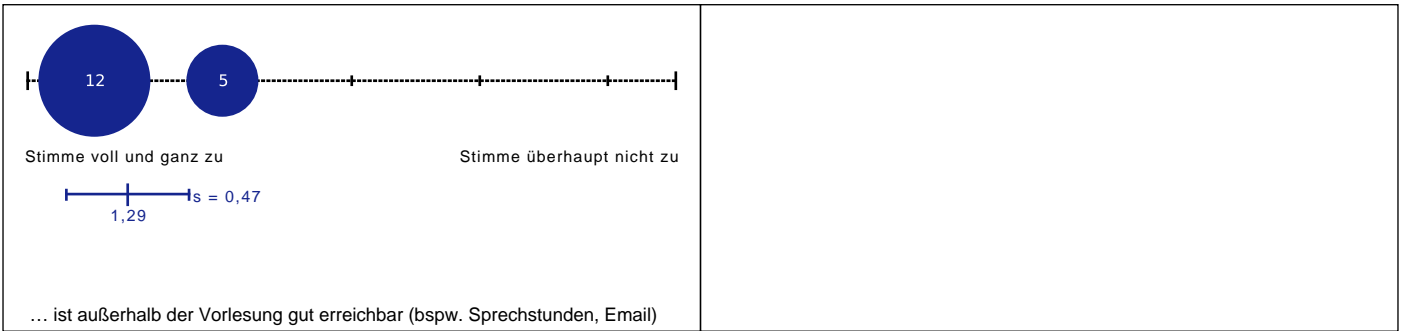 12 5
Stimme voll und ganz zu Stimme überhaupt nicht zu
s = 0,47
1,29
… ist außerhalb der Vorlesung gut erreichbar (bspw. Sprechstunden, Email)